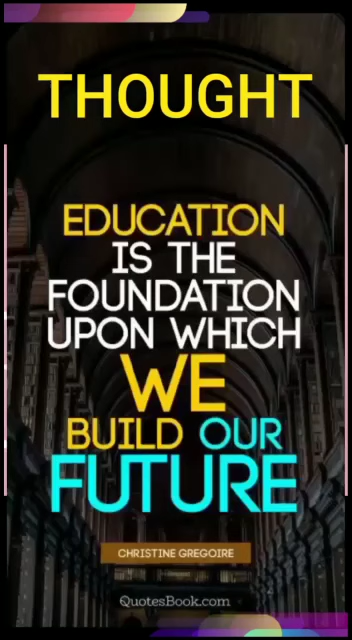 THOUGHT
EDUCATION
IS THE
FOUNDATION
UPON WHICH
WE
BUILD OUR
FUTURE
CHRISTINE GREGOIRE
QuotesBook.com